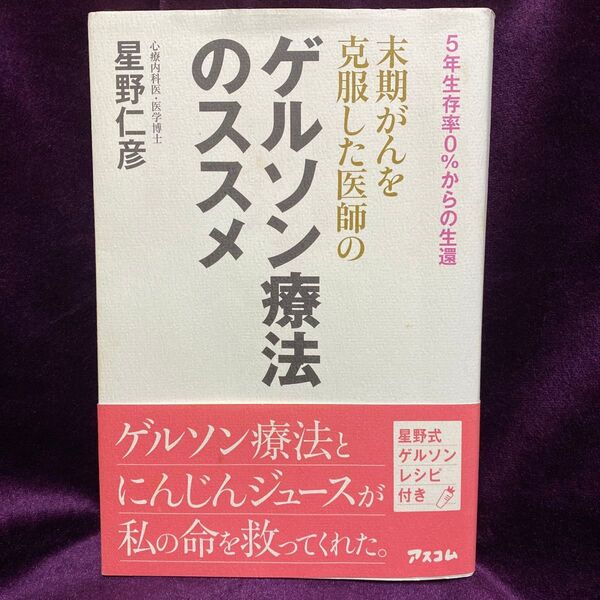 5年生存率0%からの生還
末期がんを
克服した医師の
ゲルソン療法
のススメ
心療内科医・医学博士
星野仁彦
ゲルソン療法と
にんじんジュースが
私の命を救ってくれた。
星野式
ゲルソン
レシピ
付き
アスコム